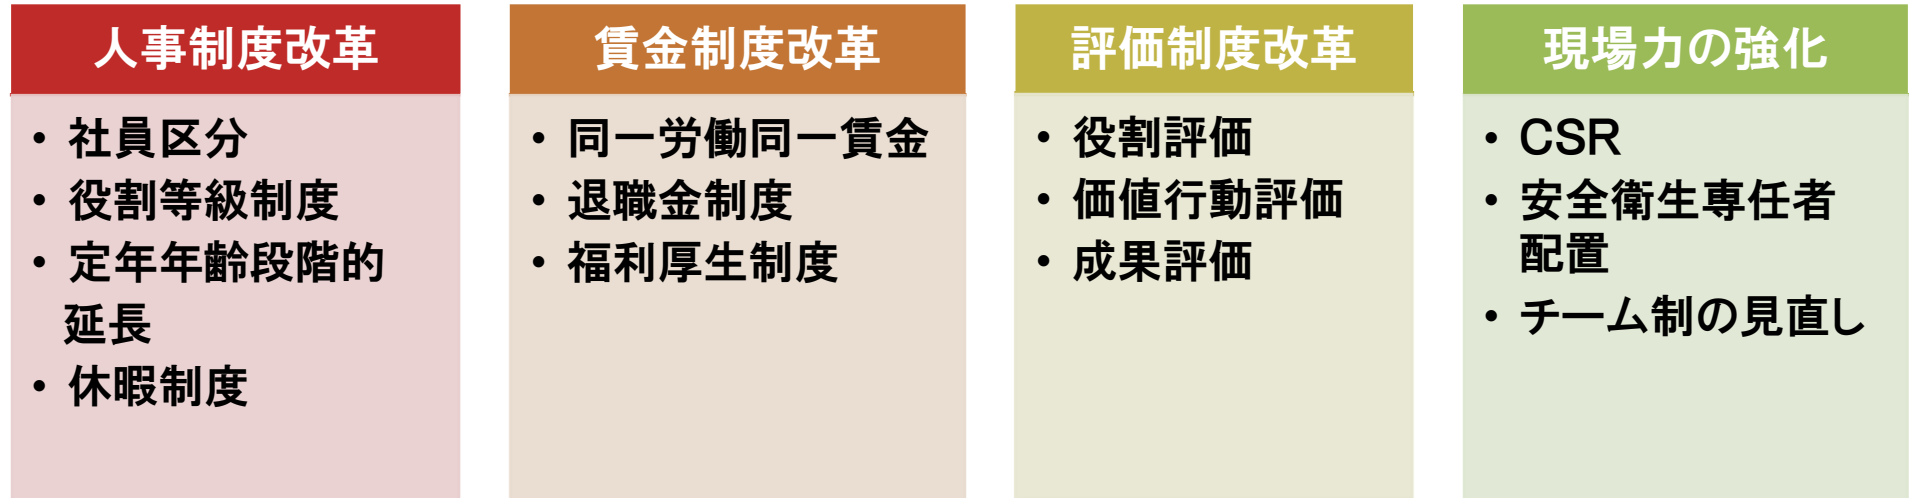 人事制度改革
・社員区分
・役割等級制度
・定年年齢段階的
延長
・休暇制度
賃金制度改革
・同一労働同一賃金
・退職金制度
・福利厚生制度
評価制度改革
・役割評価
・価値行動評価
・成果評価
現場力の強化
・CSR
・安全衛生専任者
配置
・チーム制の見直し